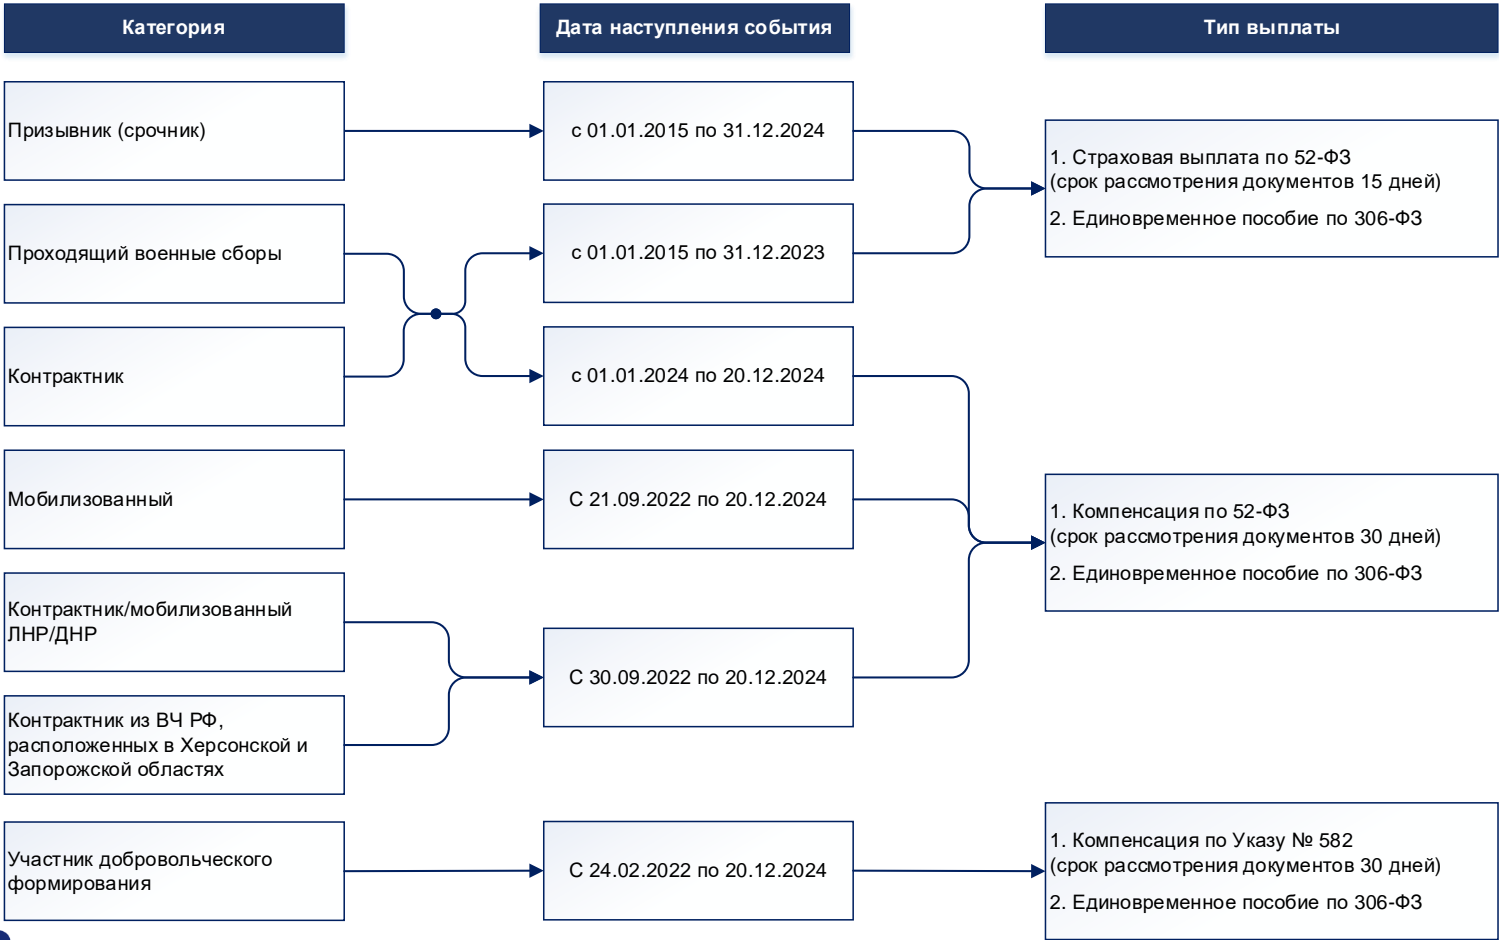 Категория
Дата наступления события
Тип выплаты
Призывник (срочник)
с 01.01.2015 по 31.12.2024
1. Страховая выплата по 52-ФЗ
(срок рассмотрения документов 15 дней)
2. Единовременное пособие по 306-ФЗ
Проходящий военные сборы
с 01.01.2015 по 31.12.2023
Контрактник
с 01.01.2024 по 20.12.2024
Мобилизованный
С 21.09.2022 по 20.12.2024
1. Компенсация по 52-ФЗ
(срок рассмотрения документов 30 дней)
2. Единовременное пособие по 306-ФЗ
Контрактник/мобилизованный
ЛНР/ДНР
С 30.09.2022 по 20.12.2024
Контрактник из ВЧ РФ,
расположенных в Херсонской и
Запорожской областях
Участник добровольческого
формирования
С 24.02.2022 по 20.12.2024
1. Компенсация по Указу № 582
(срок рассмотрения документов 30 дней)
2. Единовременное пособие по 306-ФЗ